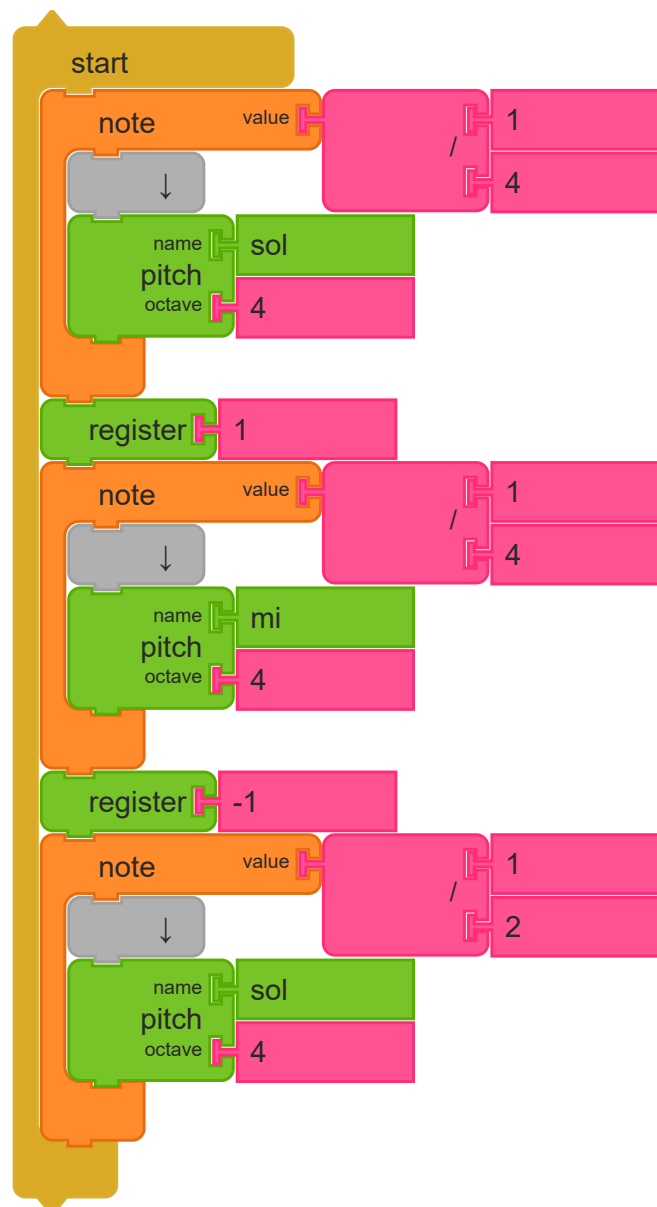 start
note value 1
/
4
↓
name sol
pitch
octave 4
register 1
note value 1
/
4
↓
name mi
pitch
octave 4
register -1
note value 1
/
2
↓
name sol
pitch
octave 4